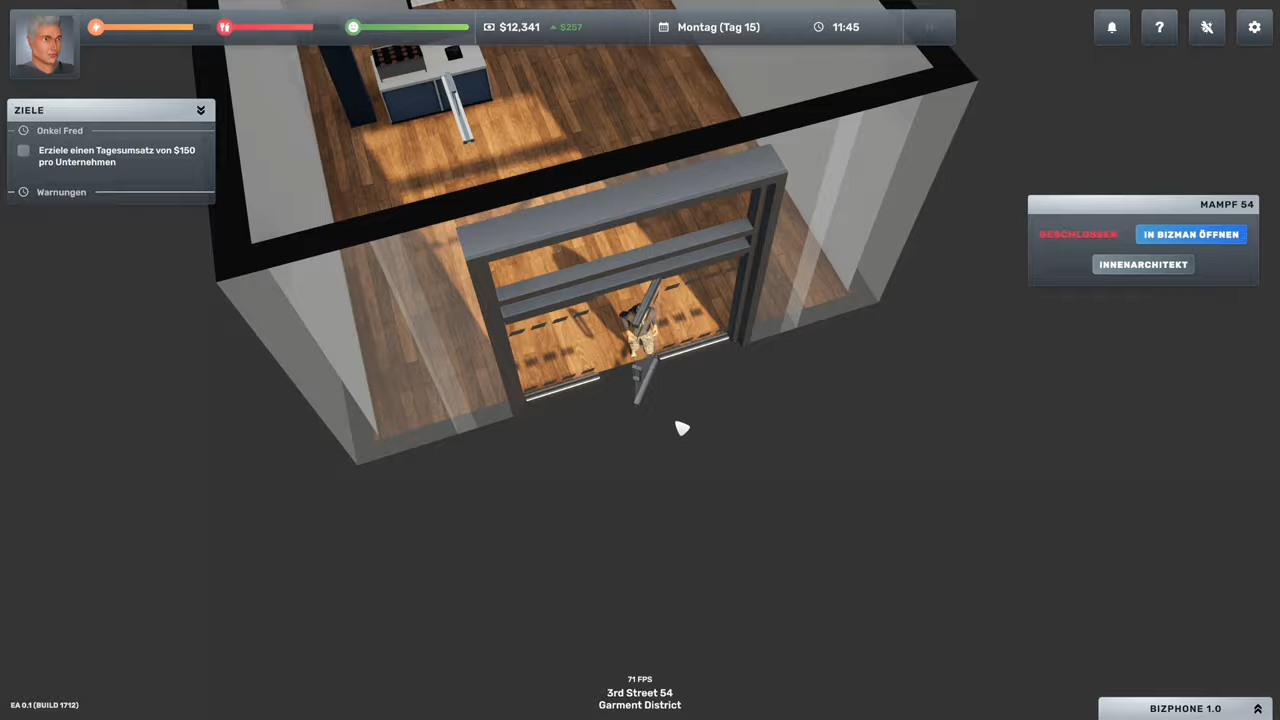 $12,341
$257
Montag (Tag 15)
11:45
ZIELE
Onkel Fred
Erziele einen Tagesumsatz von $150
pro Unternehmen
Warnungen
MAMPF 54
GESCHLOSSEN
IN BIZMAN ÖFFNEN
INNENARCHITEKT
71 FPS
3rd Street 54
Garment District
EA 0.1 (BUILD 1712)
BIZPHONE 1.0